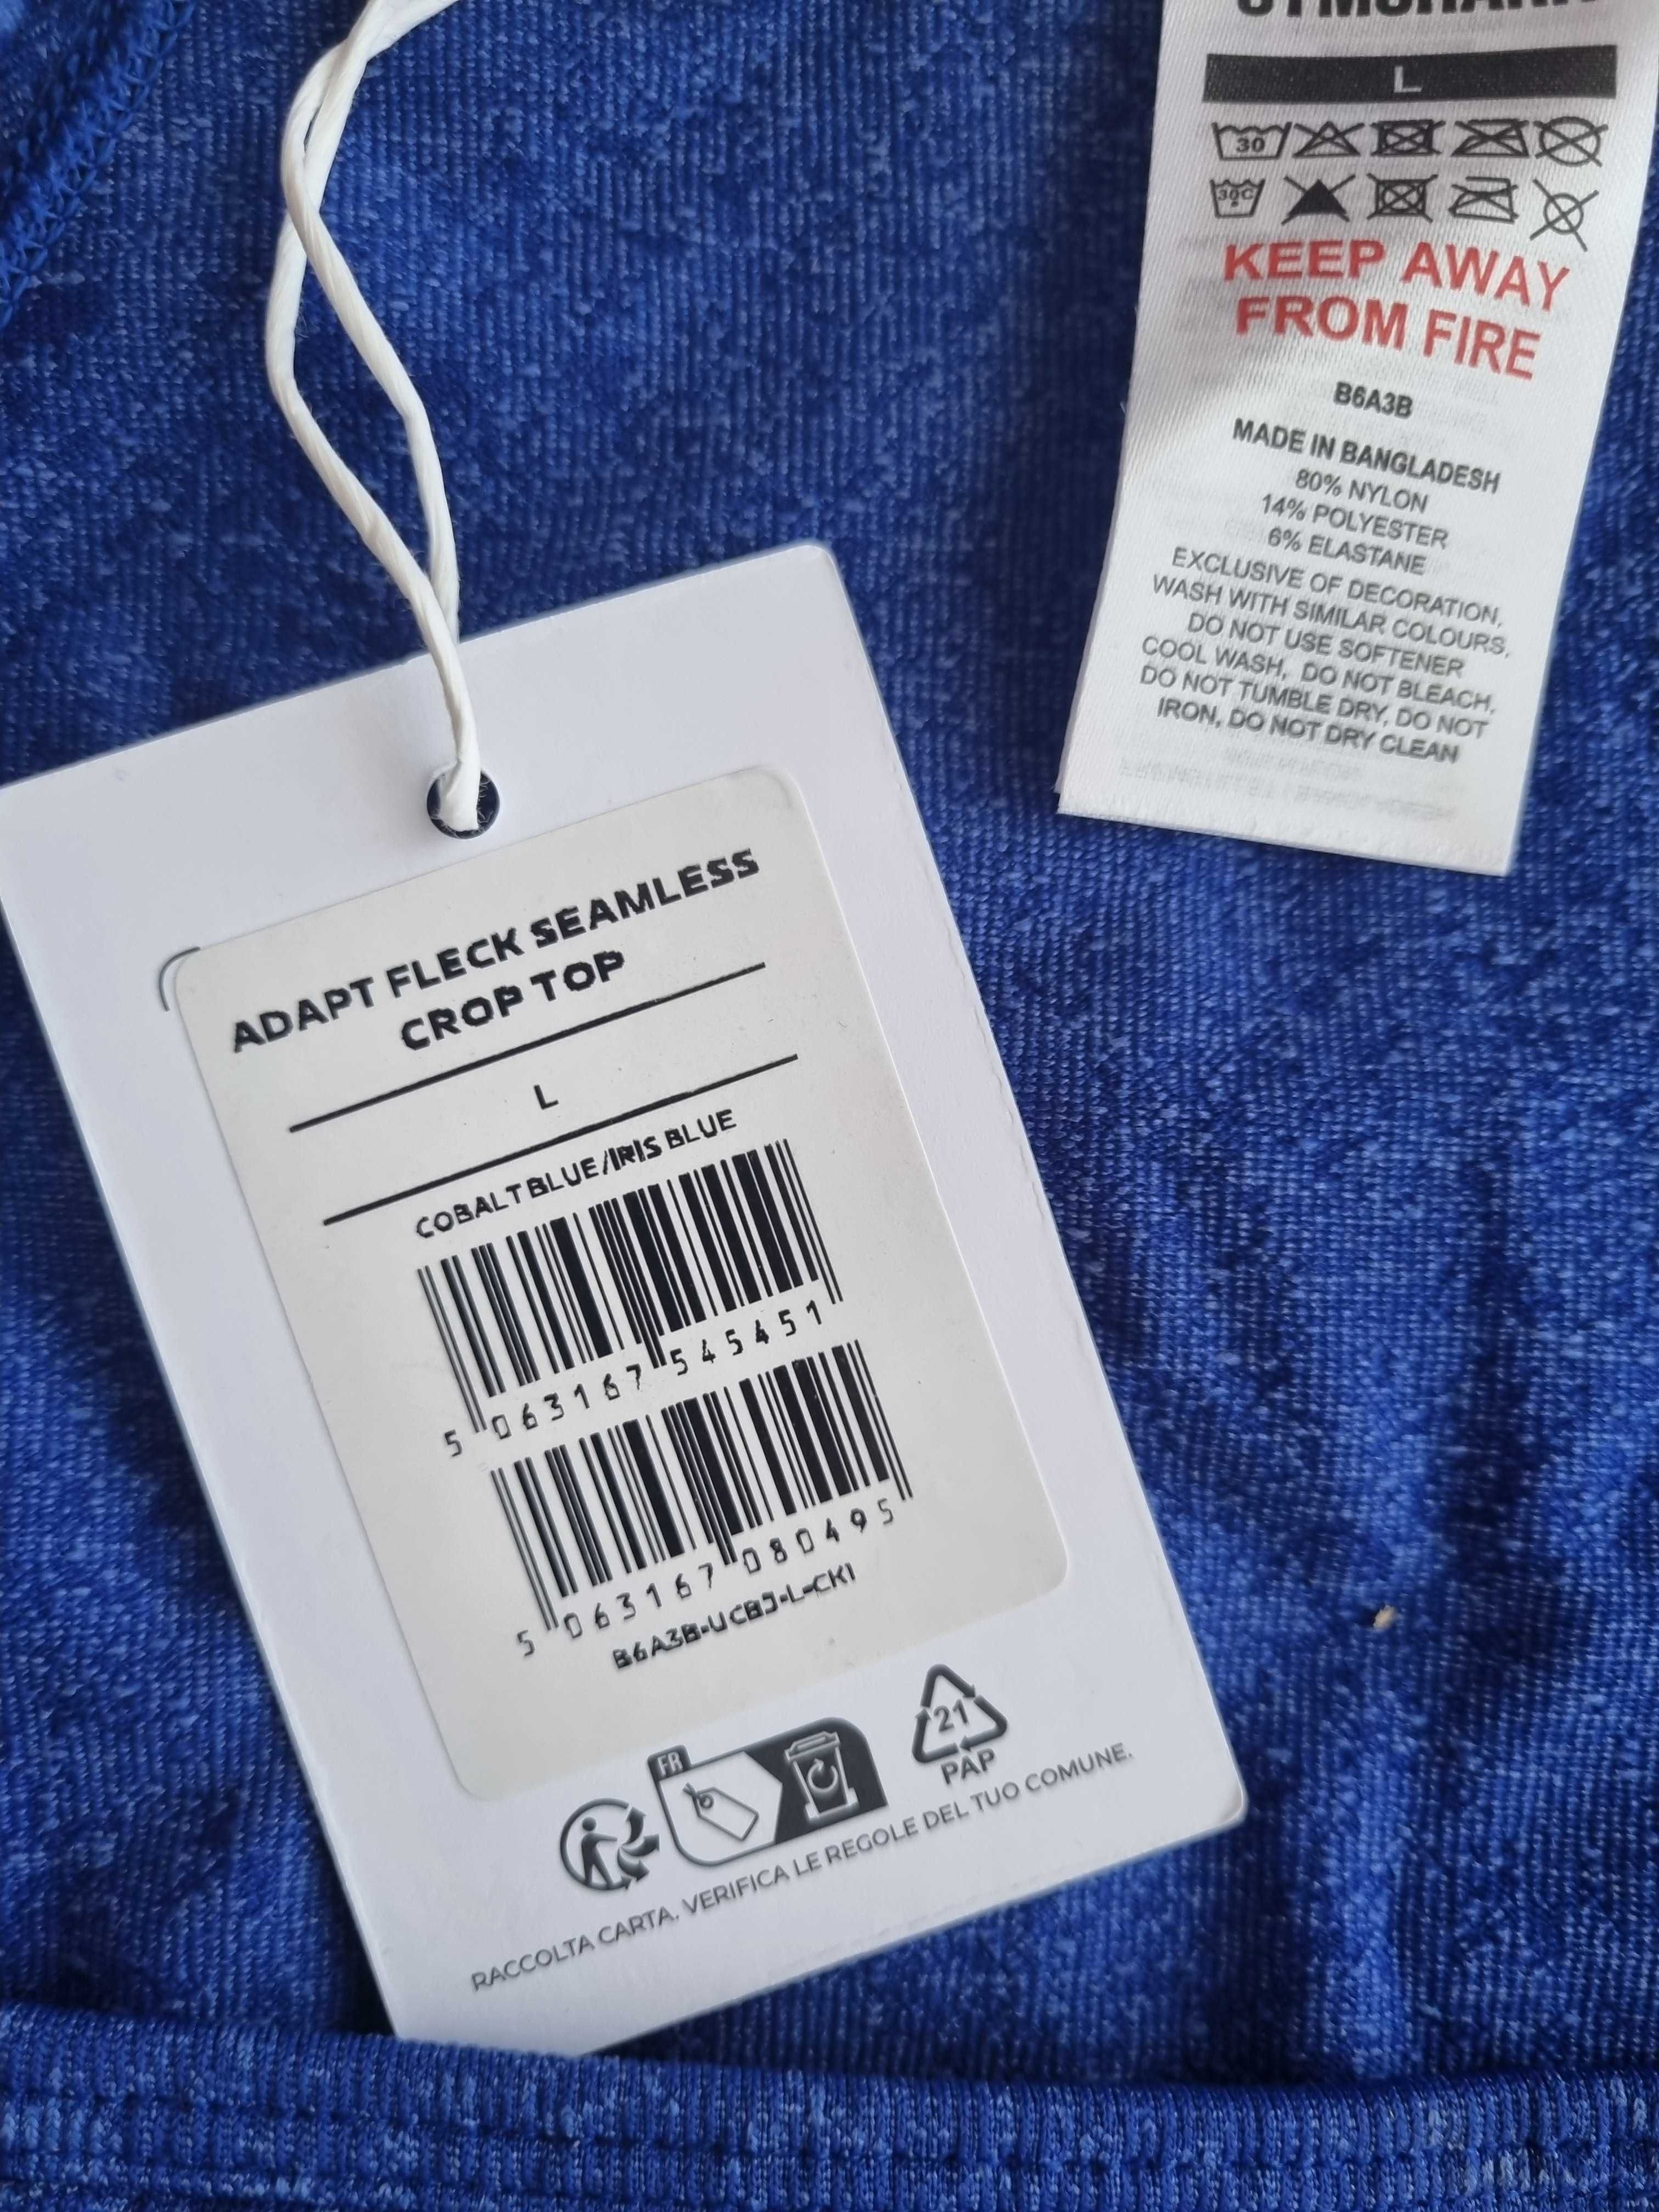 L
30
30C
KEEP AWAY
FROM FIRE
B6A3B
MADE IN BANGLADESH
80% NYLON
14% POLYESTER
6% ELASTANE
EXCLUSIVE OF DECORATION,
WASH WITH SIMILAR COLOURS,
DO NOT USE SOFTENER
COOL WASH, DO NOT BLEACH,
DO NOT TUMBLE DRY, DO NOT
IRON, DO NOT DRY CLEAN
ADAPT FLECK SEAMLESS
CROP TOP
L
COBALT BLUE/IRIS BLUE
5 063167 545451
5 063167 080495
B6A3B-UCBJ-L-CK1
FR
21
PAP
RACCOLTA CARTA. VERIFICA LE REGOLE DEL TUO COMUNE.